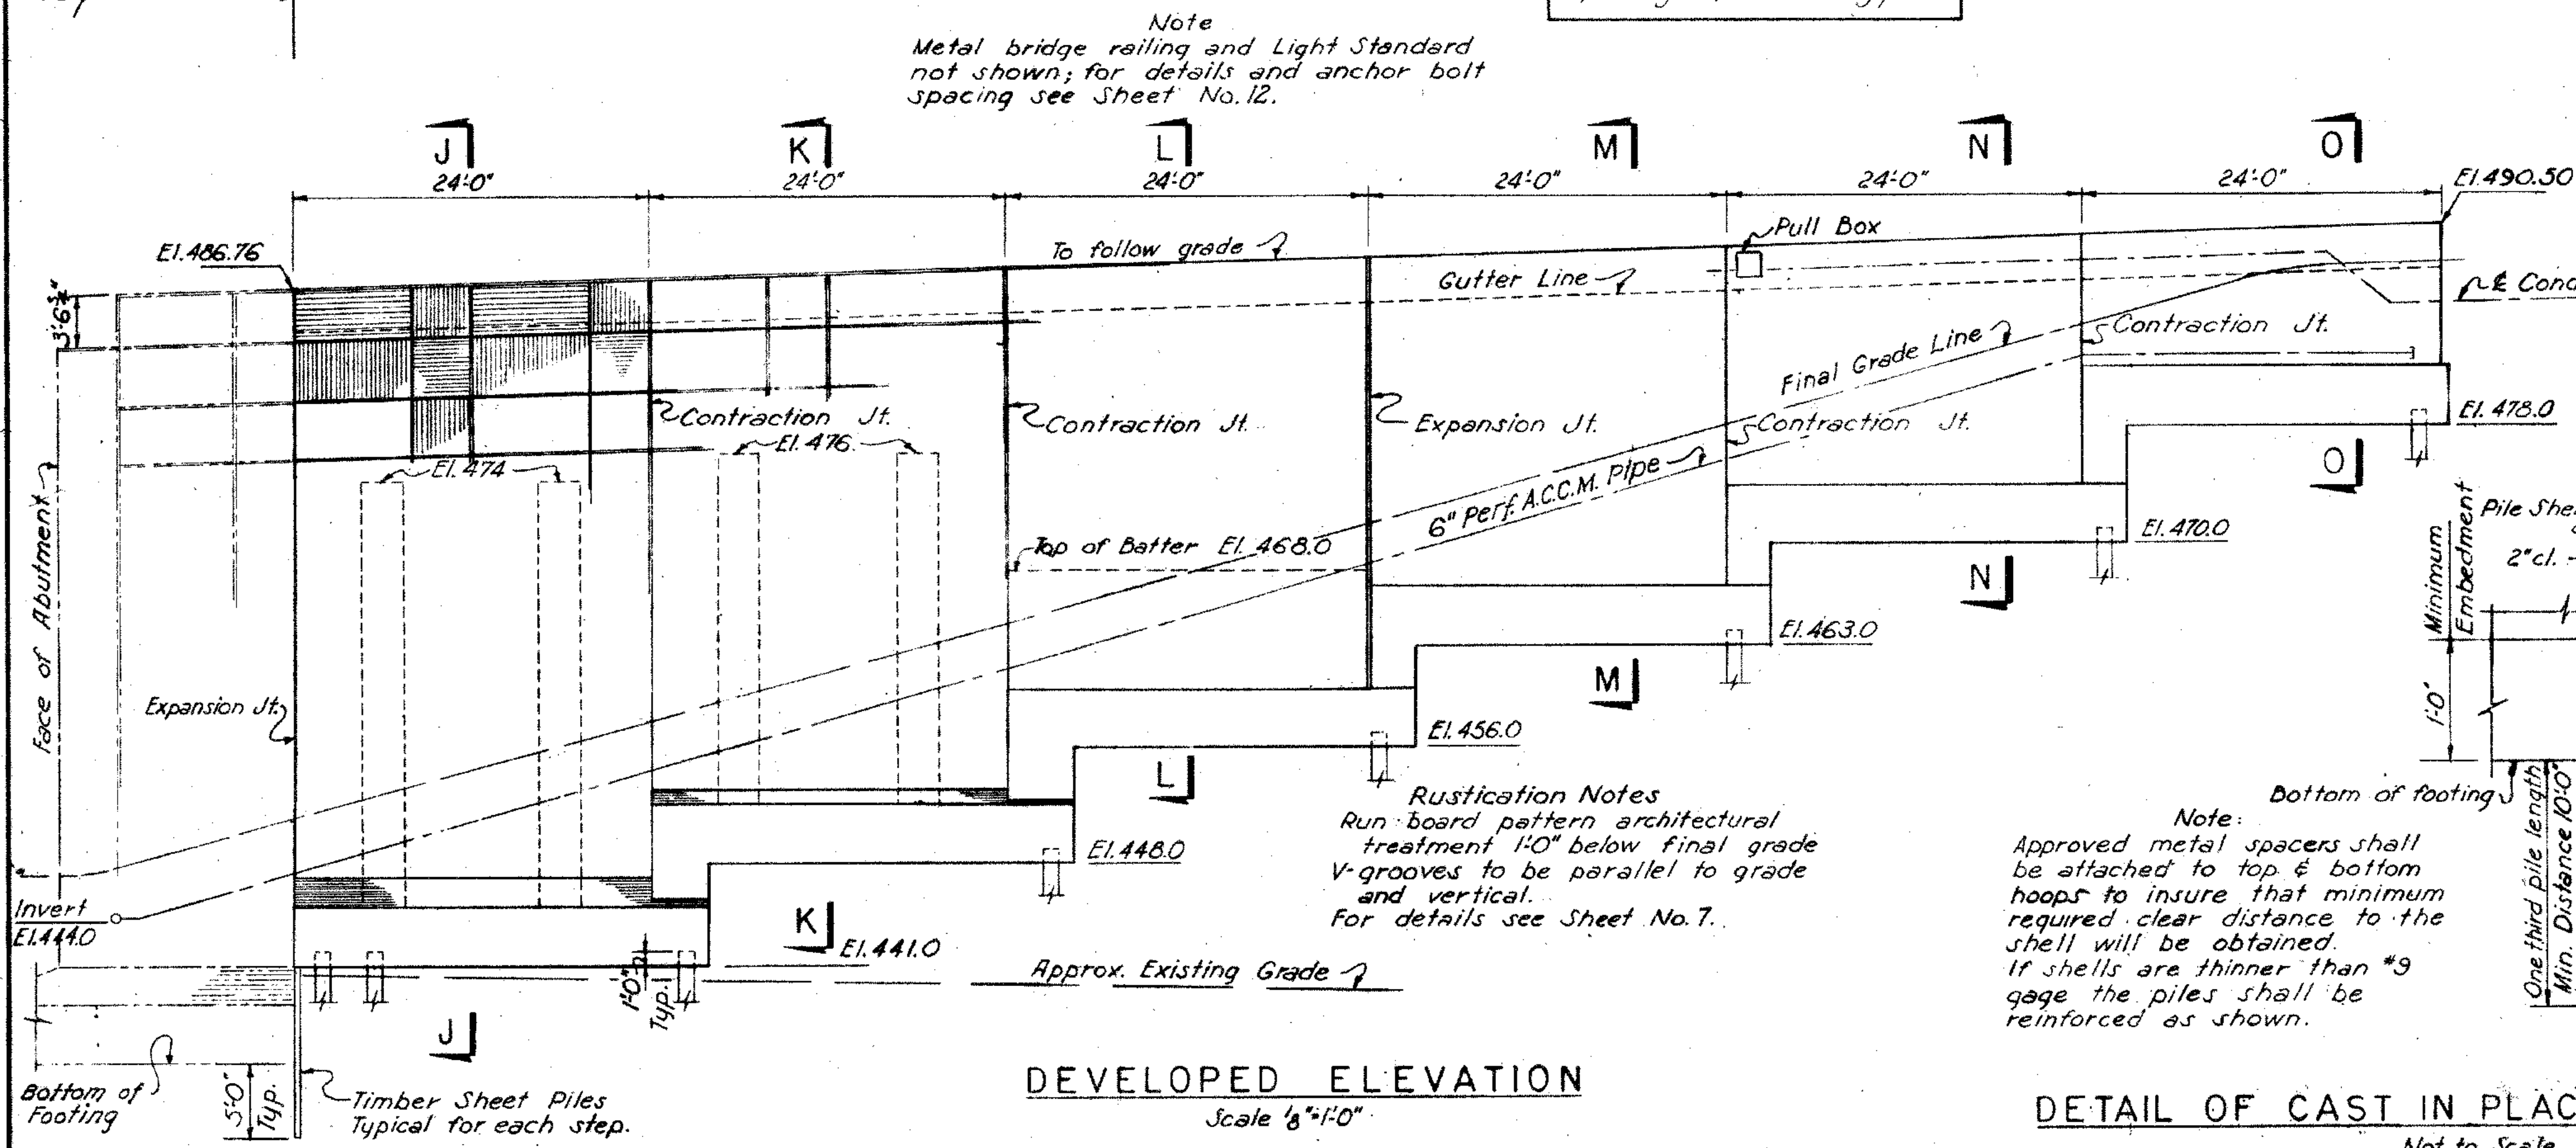 Note
Metal bridge railing and Light Standard
not shown; for details and anchor bolt
spacing see Sheet No. 12.
J K L M N O
24'-0" 24'-0" 24'-0" 24'-0" 24'-0" 24'-0"
El. 490.50
El. 486.76
To follow grade
Pull Box
Gutter Line
3'-6¾"
Final Grade Line
Contraction Jt.
Contraction Jt.
Contraction Jt.
Expansion Jt.
Contraction Jt.
El. 478.0
El. 476
El. 474
O
6" Perf. A.C.C.M. Pipe
Face of Abutment
Top of Batter El. 468.0
El. 470.0
N
Minimum
Embedment
2" cl.
El. 463.0
M
Expansion Jt.
El. 456.0
1'-0"
L
Rustication Notes
Run board pattern architectural
treatment 1'-0" below final grade
V-grooves to be parallel to grade
and vertical.
For details see Sheet No. 7.
Bottom of footing
El. 448.0
Note:
Approved metal spacers shall
be attached to top & bottom
hoops to insure that minimum
required clear distance to the
shell will be obtained.
If shells are thinner than #9
gage the piles shall be
reinforced as shown.
One third pile length
Min. Distance 10'-0"
Invert
El. 444.0
K
El. 441.0
Approx. Existing Grade
1'-0"
Typ.
J
Bottom of
Footing
5'-0"
Typ.
Timber Sheet Piles
Typical for each step.
DEVELOPED ELEVATION
Scale ⅛"=1'-0"
DETAIL OF CAST IN PLAC
Not to Scale